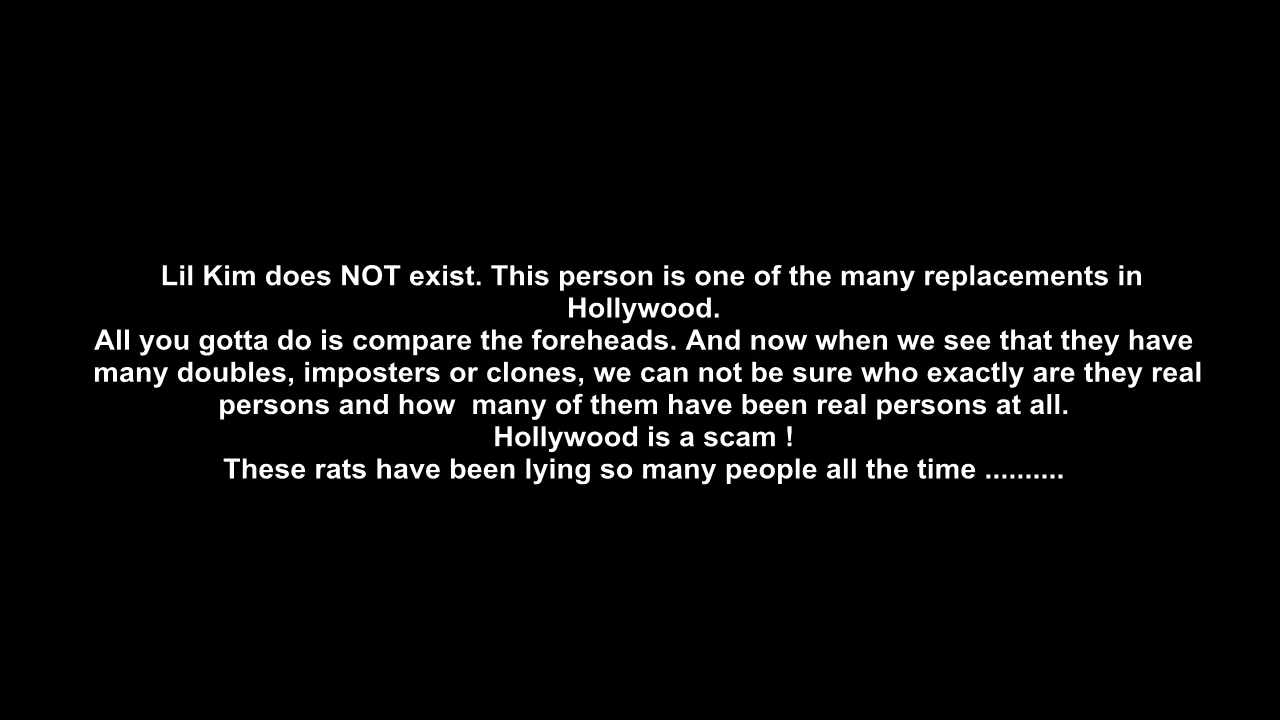 Lil Kim does NOT exist. This person is one of the many replacements in
Hollywood.
All you gotta do is compare the foreheads. And now when we see that they have
many doubles, imposters or clones, we can not be sure who exactly are they real
persons and how  many of them have been real persons at all.
Hollywood is a scam !
These rats have been lying so many people all the time ..........